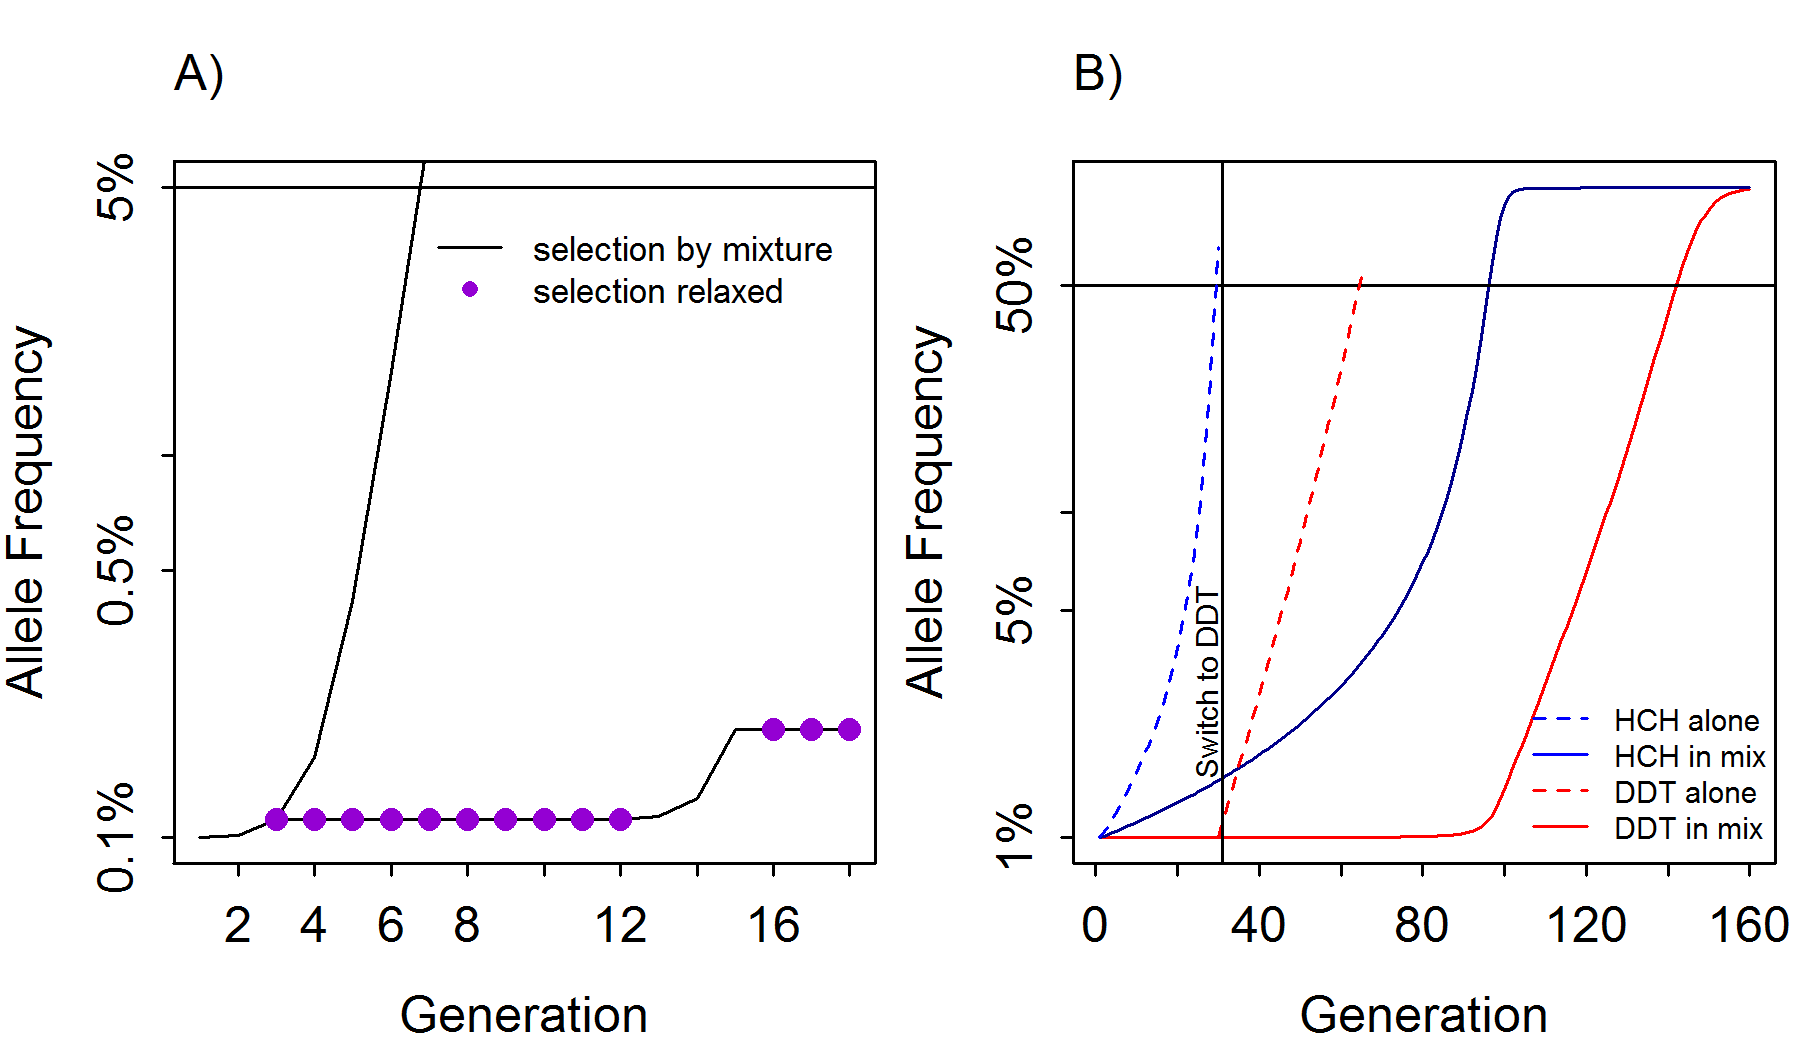 A)
Allele Frequency
5%
0.5%
0.1%
selection by mixture
selection relaxed
2 4 6 8 12 16
Generation
B)
Allele Frequency
50%
5%
1%
Switch to DDT
HCH alone
HCH in mix
DDT alone
DDT in mix
0 40 80 120 160
Generation